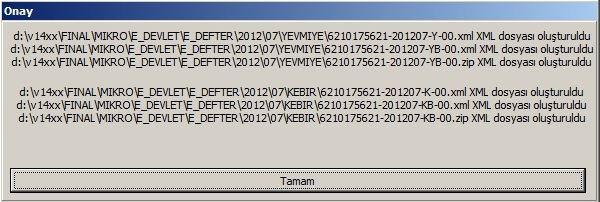 Onay
d:\v14xx\FINAL\MIKRO\E_DEVLET\E_DEFTER\2012\07\YEVMIYE\6210175621-201207-Y-00.xml XML dosyası oluşturuldu
d:\v14xx\FINAL\MIKRO\E_DEVLET\E_DEFTER\2012\07\YEVMIYE\6210175621-201207-YB-00.xml XML dosyası oluşturuldu
d:\v14xx\FINAL\MIKRO\E_DEVLET\E_DEFTER\2012\07\YEVMIYE\6210175621-201207-YB-00.zip XML dosyası oluşturuldu
d:\v14xx\FINAL\MIKRO\E_DEVLET\E_DEFTER\2012\07\KEBIR\6210175621-201207-K-00.xml XML dosyası oluşturuldu
d:\v14xx\FINAL\MIKRO\E_DEVLET\E_DEFTER\2012\07\KEBIR\6210175621-201207-KB-00.xml XML dosyası oluşturuldu
d:\v14xx\FINAL\MIKRO\E_DEVLET\E_DEFTER\2012\07\KEBIR\6210175621-201207-KB-00.zip XML dosyası oluşturuldu
Tamam